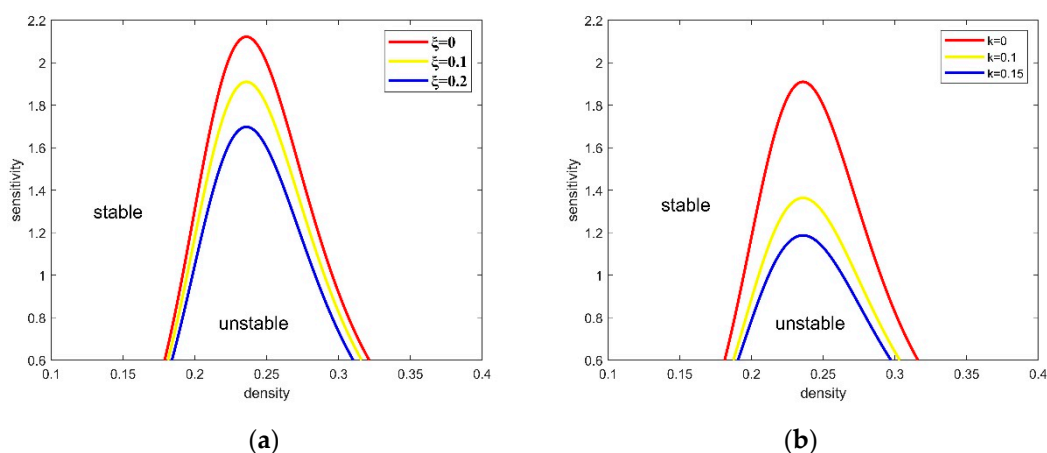 2.2
2
1.8
1.6
1.4
1.2
1
0.8
0.6
sensitivity
0.1
0.15
0.2
0.25
0.3
0.35
0.4
density
ξ=0
ξ=0.1
ξ=0.2
stable
unstable
(a)
2.2
2
1.8
1.6
1.4
1.2
1
0.8
0.6
sensitivity
0.1
0.15
0.2
0.25
0.3
0.35
0.4
density
k=0
k=0.1
k=0.15
stable
unstable
(b)